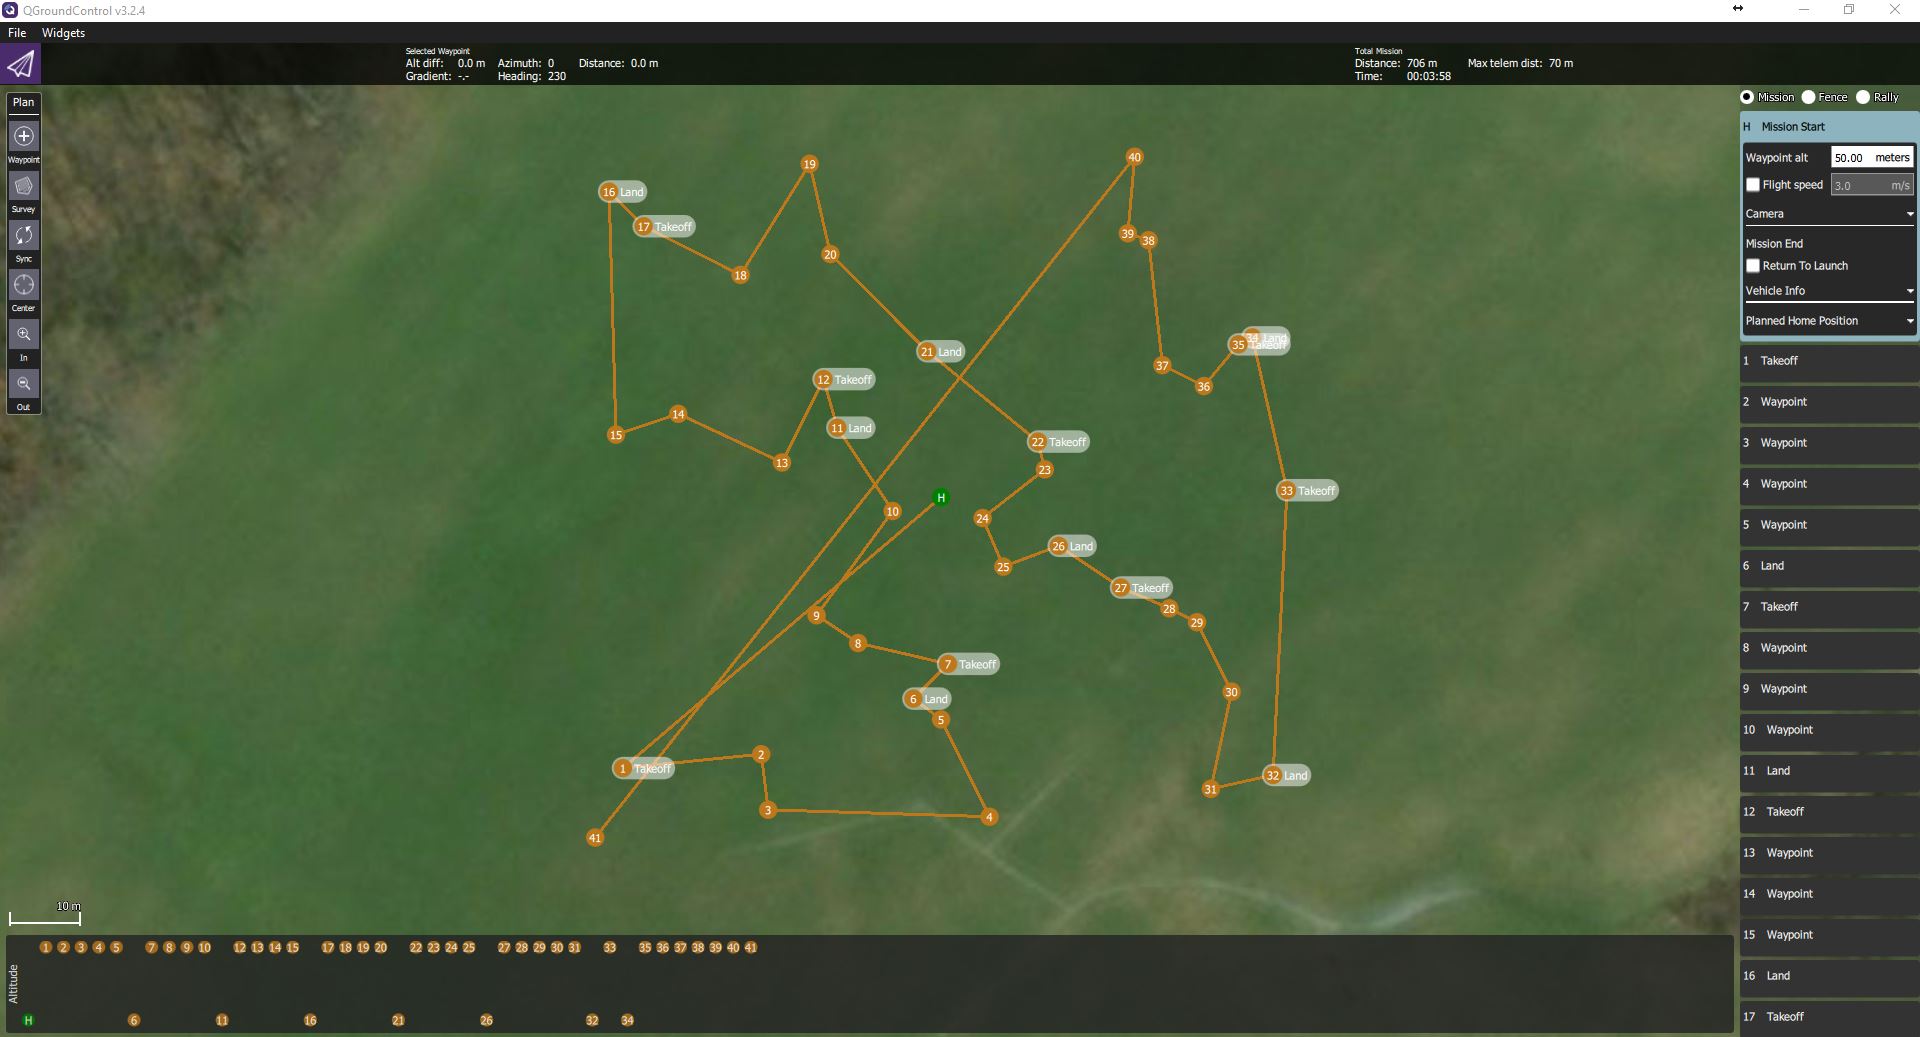 QGroundControl v3.2.4
File Widgets
Selected Waypoint
Alt diff: 0.0 m Azimuth: 0 Distance: 0.0 m
Gradient: -.- Heading: 230
Total Mission
Distance: 706 m Max telem dist: 70 m
Time: 00:03:58
Plan
Waypoint
Survey
Sync
Center
In
Out
Mission Fence Rally
H Mission Start
Waypoint alt 50.00 meters
Flight speed 3.0 m/s
Camera
Mission End
Return To Launch
Vehicle Info
Planned Home Position
1 Takeoff
2 Waypoint
3 Waypoint
4 Waypoint
5 Waypoint
6 Land
7 Takeoff
8 Waypoint
9 Waypoint
10 Waypoint
11 Land
12 Takeoff
13 Waypoint
14 Waypoint
15 Waypoint
16 Land
17 Takeoff
40
19
16 Land
17 Takeoff
39 38
20
18
34 Land
35 Takeoff
21 Land
37
12 Takeoff
36
14
11 Land
15
22 Takeoff
13
23
33 Takeoff
H
10
24
26 Land
25
27 Takeoff
28
9
29
8
7 Takeoff
30
6 Land
5
2
1 Takeoff
32 Land
31
3
4
41
10 m
1 2 3 4 5 7 8 9 10 12 13 14 15 17 18 19 20 22 23 24 25 27 28 29 30 31 33 35 36 37 38 39 40 41
Altitude
H 6 11 16 21 26 32 34